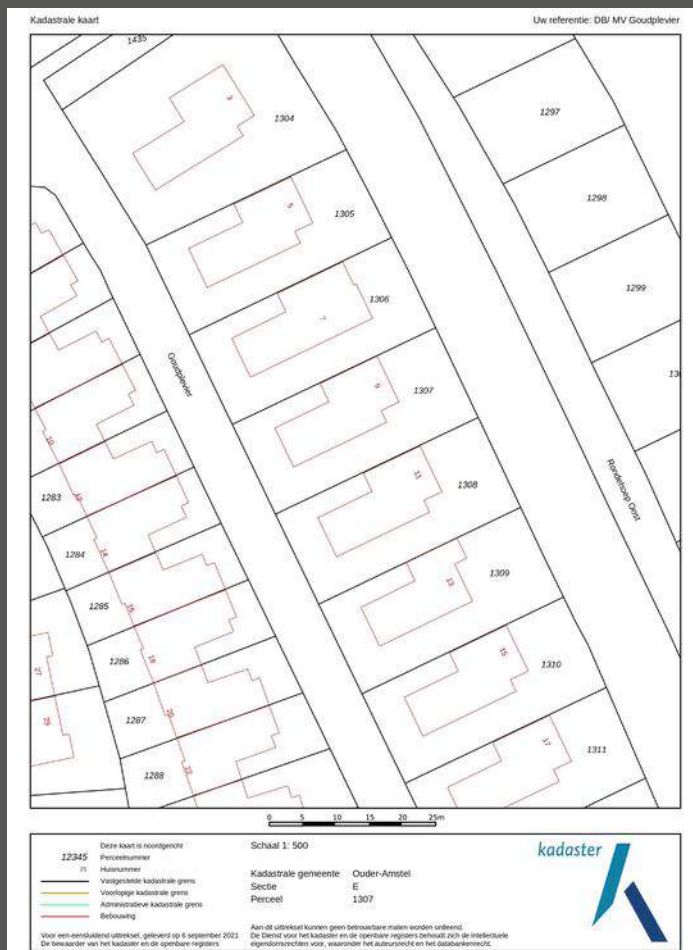 Kadastrale kaart
Uw referentie: DB/ MV Goudplevier
1435
3
1304
1297
5
1305
1298
7
1306
1299
Goudplevier
9
1307
10
11
1308
Rondehoep Oost
1283
12
14
1284
13
1309
1285
16
1286
18
15
1310
27
1287
20
29
17
1311
1288
22
0 5 10 15 20 25m
Deze kaart is noordgericht
12345 Perceelnummer
25 Huisnummer
Vastgestelde kadastrale grens
Voorlopige kadastrale grens
Administratieve kadastrale grens
Bebouwing
Voor een eensluidend uittreksel, geleverd op 6 september 2021
De bewaarder van het kadaster en de openbare registers
Schaal 1: 500
Kadastrale gemeente Ouder-Amstel
Sectie E
Perceel 1307
Aan dit uittreksel kunnen geen betrouwbare maten worden ontleend.
De Dienst voor het kadaster en de openbare registers behoudt zich de intellectuele
eigendomsrechten voor, waaronder het auteursrecht en het databankenrecht.
kadaster